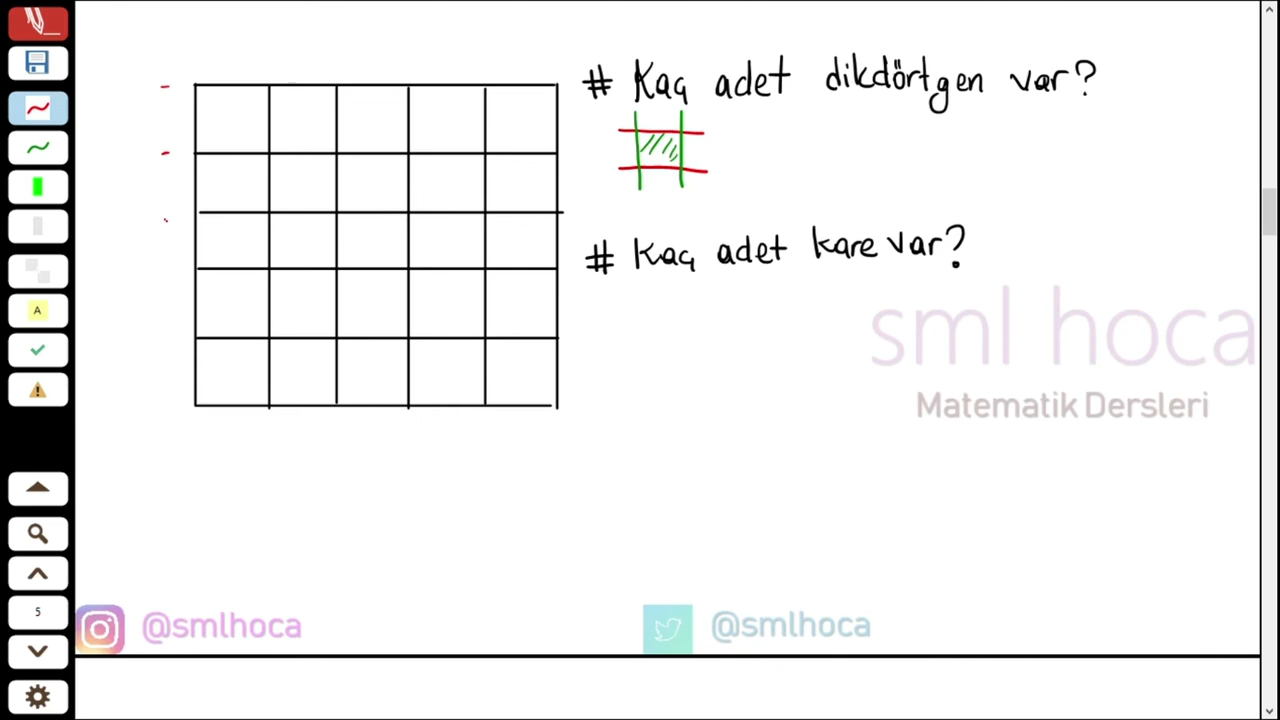 # Kaç adet dikdörtgen var?
# Kaç adet kare var?
sml hoca
Matematik Dersleri
A
5
@smlhoca
@smlhoca